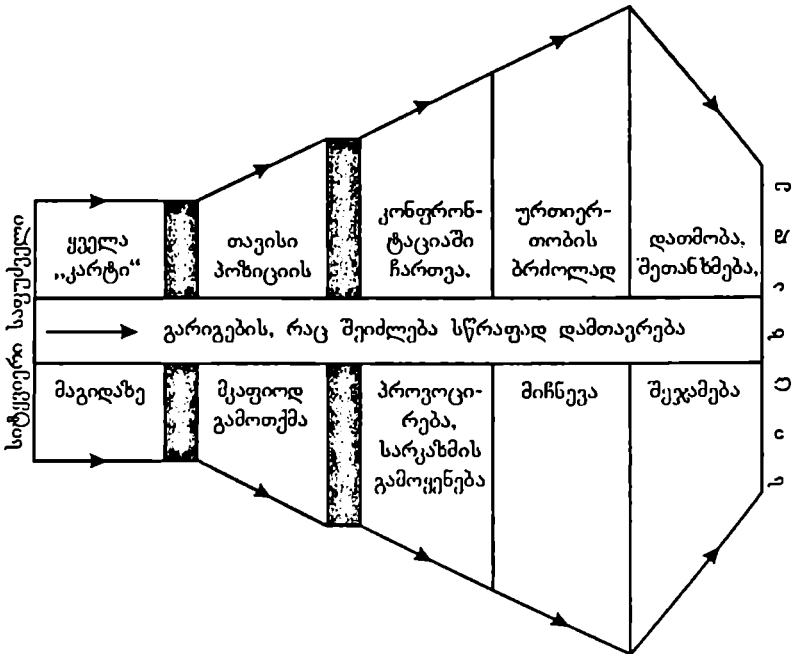 სიტყვიერი საფუძველი
ყველა
„კარტი“
მაგიდაზე
თავისი
პოზიციის
მკაფიოდ
გამოთქმა
კონფრონ-
ტაციაში
ჩართვა,
პროვოცი-
რება,
სარკაზმის
გამოყენება
ურთიერ-
თობის
ბრძოლად
მიჩნევა
დათმობა,
შეთანხმება,
შეჯამება
გარიგების, რაც შეიძლება სწრაფად დამთავრება